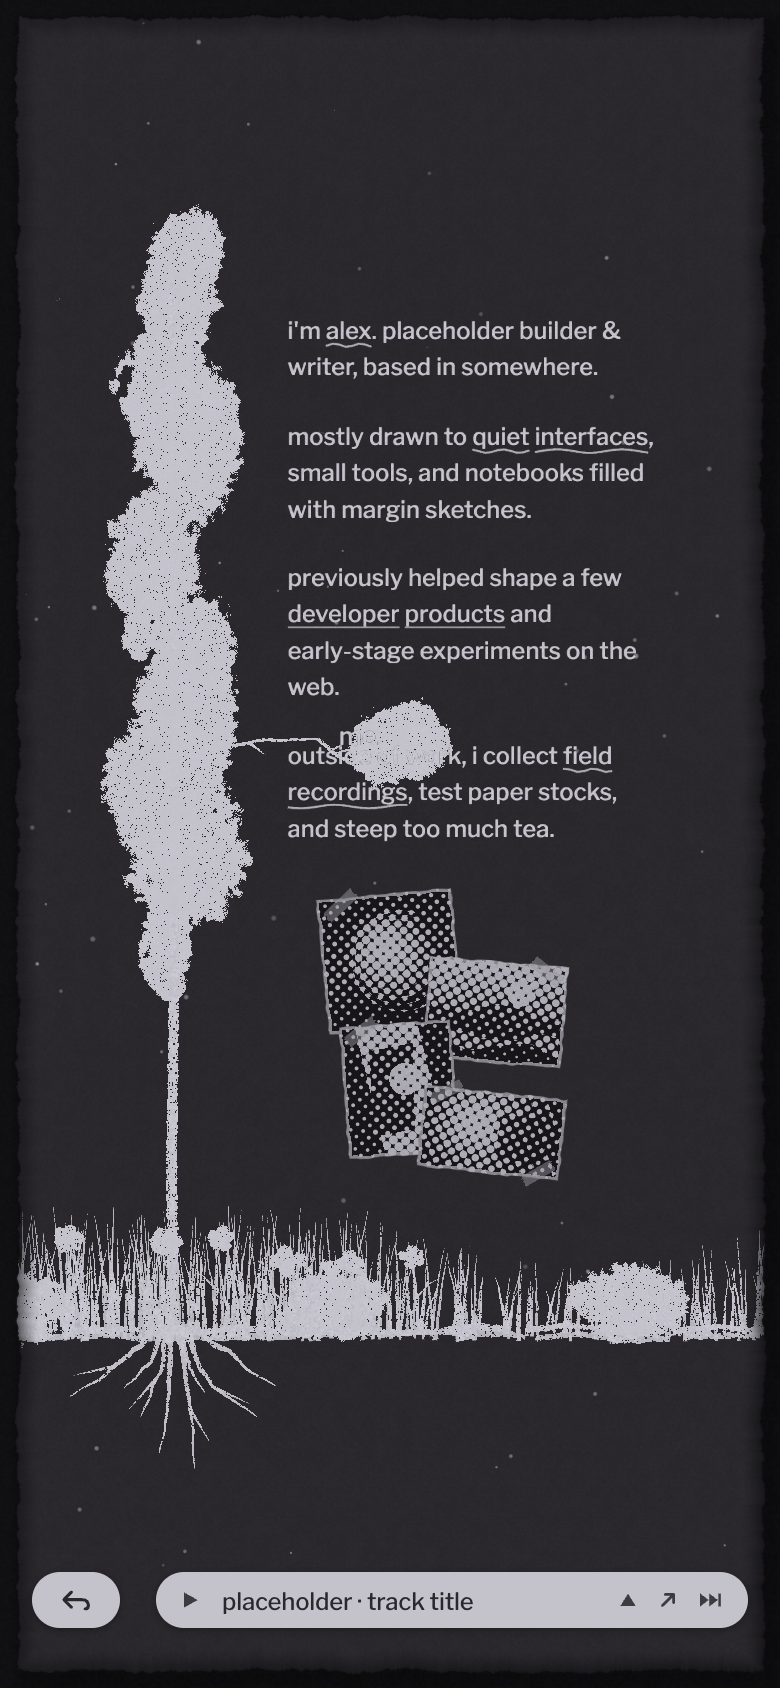 i'm alex. placeholder builder &
writer, based in somewhere.
mostly drawn to quiet interfaces,
small tools, and notebooks filled
with margin sketches.
previously helped shape a few
developer products and
early-stage experiments on the
web.
i collect field
recordings, test paper stocks,
and steep too much tea.
placeholder · track title